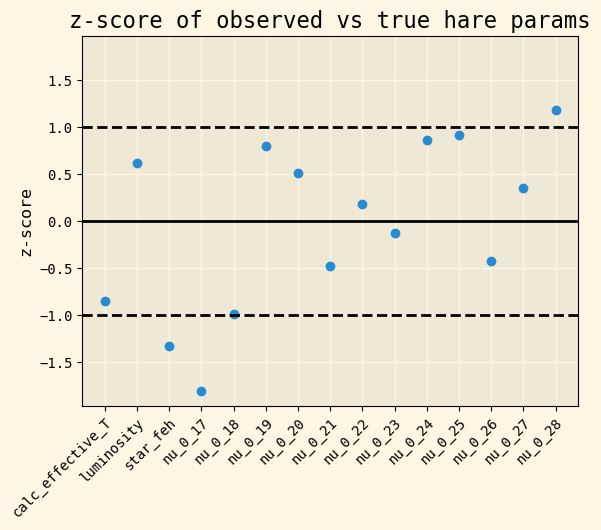 z-score of observed vs true hare params
z-score
1.5
1.0
0.5
0.0
−0.5
−1.0
−1.5
calc_effective_T
luminosity
star_feh
nu_0_17
nu_0_18
nu_0_19
nu_0_20
nu_0_21
nu_0_22
nu_0_23
nu_0_24
nu_0_25
nu_0_26
nu_0_27
nu_0_28